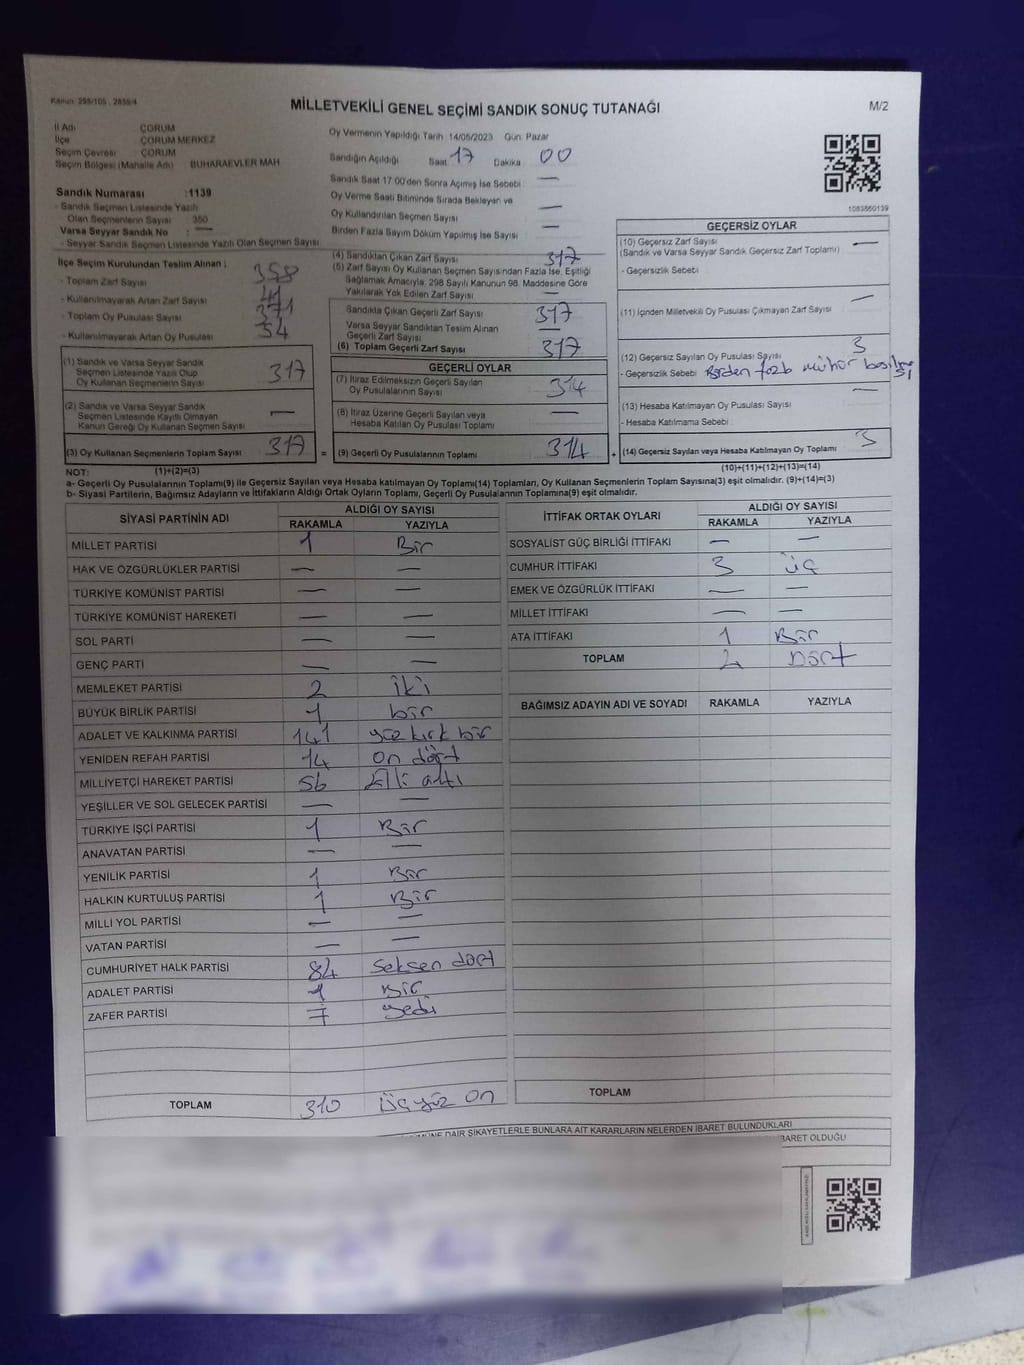 Kanun: 298/105 , 2839/4
MİLLETVEKİLİ GENEL SEÇİMİ SANDIK SONUÇ TUTANAĞI
M/2
İl Adı : ÇORUM
İlçe : ÇORUM MERKEZ
Seçim Çevresi : ÇORUM
Seçim Bölgesi (Mahalle Adı) BUHARAEVLER MAH
Sandık Numarası :1139
- Sandık Seçmen Listesinde Yazılı
Olan Seçmenlerin Sayısı 350
Varsa Seyyar Sandık No : —
- Seyyar Sandık Seçmen Listesinde Yazılı Olan Seçmen Sayısı
Oy Vermenin Yapıldığı Tarih 14/05/2023 Gün Pazar
Sandığın Açıldığı Saat 17 Dakika 00
Sandık Saat 17 00'den Sonra Açımış İse Sebebi —
Oy Verme Saati Bitiminde Sırada Bekleyen ve
Oy Kullandırılan Seçmen Sayısı —
Birden Fazla Sayım Döküm Yapılmış İse Sayısı —
1083860139
İlçe Seçim Kurulundan Teslim Alınan ;
- Toplam Zarf Sayısı 358
- Kullanılmayarak Artan Zarf Sayısı 41
- Toplam Oy Pusulası Sayısı 371
- Kullanılmayarak Artan Oy Pusulası 54
(1) Sandık ve Varsa Seyyar Sandık
Seçmen Listesinde Yazılı Olup
Oy Kullanan Seçmenlerin Sayısı 317
(2) Sandık ve Varsa Seyyar Sandık
Seçmen Listesinde Kayıtlı Olmayan
Kanun Gereği Oy Kullanan Seçmen Sayısı —
(3) Oy Kullanan Seçmenlerin Toplam Sayısı 317 =
(4) Sandıktan Çıkan Zarf Sayısı 317
(5) Zarf Sayısı Oy Kullanan Seçmen Sayısından Fazla İse, Eşitliği
Sağlamak Amacıyla, 298 Sayılı Kanunun 98. Maddesine Göre
Yakılarak Yok Edilen Zarf Sayısı —
Sandıkta Çıkan Geçerli Zarf Sayısı 317
Varsa Seyyar Sandıktan Teslim Alınan
Geçerli Zarf Sayısı —
(6) Toplam Geçerli Zarf Sayısı 317
GEÇERLİ OYLAR
(7) İtiraz Edilmeksizin Geçerli Sayılan
Oy Pusulalarının Sayısı 314
(8) İtiraz Üzerine Geçerli Sayılan veya
Hesaba Katılan Oy Pusulası Toplamı —
(9) Geçerli Oy Pusulalarının Toplamı 314 +
GEÇERSİZ OYLAR
(10) Geçersiz Zarf Sayısı —
(Sandık ve Varsa Seyyar Sandık Geçersiz Zarf Toplamı)
- Geçersizlik Sebebi
(11) İçinden Milletvekili Oy Pusulası Çıkmayan Zarf Sayısı —
(12) Geçersiz Sayılan Oy Pusulası Sayısı 3
- Geçersizlik Sebebi Birden fazla mühür basılması
(13) Hesaba Katılmayan Oy Pusulası Sayısı —
- Hesaba Katılmama Sebebi
(14) Geçersiz Sayılan veya Hesaba Katılmayan Oy Toplamı 3
NOT: (1)+(2)=(3) (10)+(11)+(12)+(13)=(14)
a- Geçerli Oy Pusulalarının Toplamı(9) ile Geçersiz Sayılan veya Hesaba Katılmayan Oy Toplamı(14) Toplamları, Oy Kullanan Seçmenlerin Toplam Sayısına(3) eşit olmalıdır. (9)+(14)=(3)
b- Siyasi Partilerin, Bağımsız Adayların ve İttifakların Aldığı Ortak Oyların Toplamı, Geçerli Oy Pusulalarının Toplamına(9) eşit olmalıdır.
SİYASİ PARTİNİN ADI ALDIĞI OY SAYISI
RAKAMLA YAZIYLA
MİLLET PARTİSİ 1 Bir
HAK VE ÖZGÜRLÜKLER PARTİSİ — —
TÜRKİYE KOMÜNİST PARTİSİ — —
TÜRKİYE KOMÜNİST HAREKETİ — —
SOL PARTİ — —
GENÇ PARTİ — —
MEMLEKET PARTİSİ 2 iki
BÜYÜK BİRLİK PARTİSİ 1 bir
ADALET VE KALKINMA PARTİSİ 141 yüz kırk bir
YENİDEN REFAH PARTİSİ 14 on dört
MİLLİYETÇİ HAREKET PARTİSİ 56 Elli altı
YEŞİLLER VE SOL GELECEK PARTİSİ — —
TÜRKİYE İŞÇİ PARTİSİ 1 Bir
ANAVATAN PARTİSİ — —
YENİLİK PARTİSİ 1 Bir
HALKIN KURTULUŞ PARTİSİ 1 Bir
MİLLİ YOL PARTİSİ — —
VATAN PARTİSİ — —
CUMHURİYET HALK PARTİSİ 84 Seksen dört
ADALET PARTİSİ 1 Bir
ZAFER PARTİSİ 7 yedi
TOPLAM 310 üç yüz on
İTTİFAK ORTAK OYLARI ALDIĞI OY SAYISI
RAKAMLA YAZIYLA
SOSYALİST GÜÇ BİRLİĞİ İTTİFAKI — —
CUMHUR İTTİFAKI 3 üç
EMEK VE ÖZGÜRLÜK İTTİFAKI — —
MİLLET İTTİFAKI — —
ATA İTTİFAKI 1 Bir
TOPLAM 4 Dört
BAĞIMSIZ ADAYIN ADI VE SOYADI RAKAMLA YAZIYLA
TOPLAM
DAİR ŞİKAYETLERLE BUNLARA AİT KARARLARIN NELERDEN İBARET BULUNDUKLARI
İBARET OLDUĞU